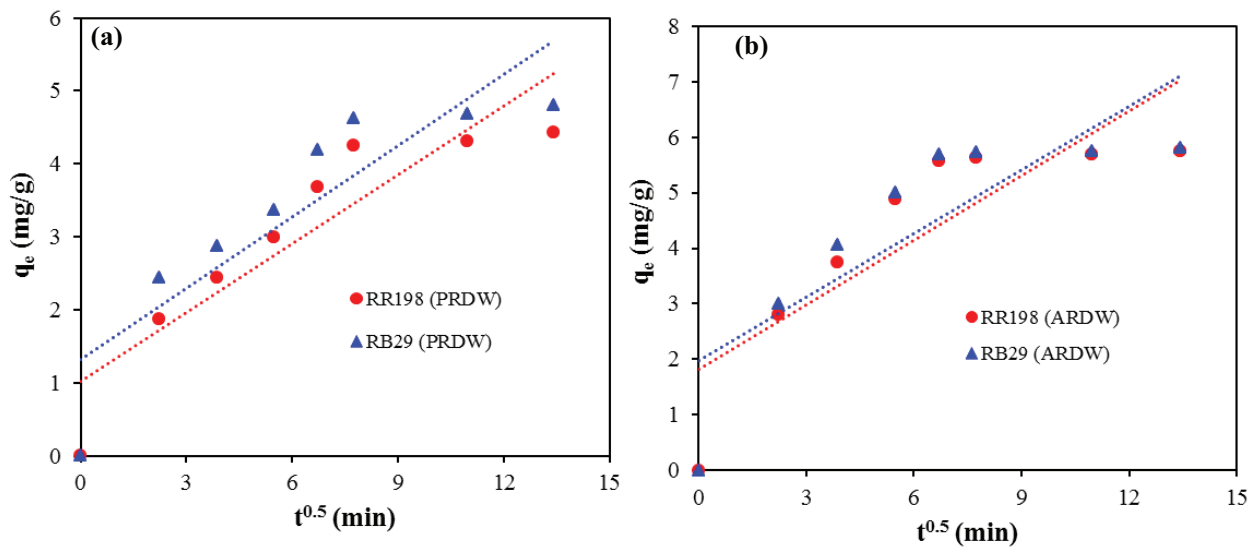 (a)
6
5
4
3
2
1
0
qe (mg/g)
RR198 (PRDW)
RB29 (PRDW)
0 3 6 9 12 15
t0.5 (min)
(b)
8
7
6
5
4
3
2
1
0
qe (mg/g)
RR198 (ARDW)
RB29 (ARDW)
0 3 6 9 12 15
t0.5 (min)